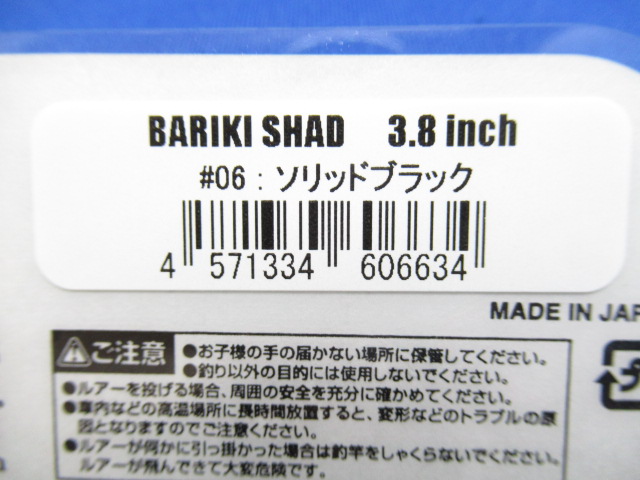 BARIKI SHAD 3.8 inch
#06：ソリッドブラック
4 571334 606634
MADE IN JAP
ご注意
●お子様の手の届かない場所に保管してください。
●釣り以外の目的には使用しないでください。
●ルアーを投げる場合、周囲の安全を充分に確かめてください。
●車内などの高温場所に長時間放置すると、変形などのトラブルの原
因となりますのでご注意ください。
●ルアーが何かに引っ掛かった場合は釣竿をしゃくらないでください。
ルアーが飛んできて大変危険です。